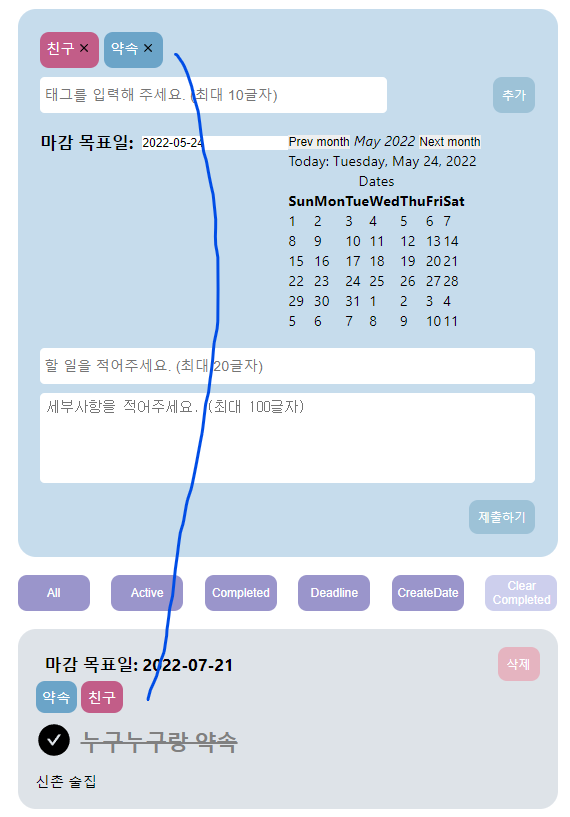 친구 × 약속 ×
태그를 입력해 주세요. (최대 10글자) 추가
마감 목표일: 2022-05-24 Prev month May 2022 Next month
Today: Tuesday, May 24, 2022
Dates
Sun Mon Tue Wed Thu Fri Sat
1 2 3 4 5 6 7
8 9 10 11 12 13 14
15 16 17 18 19 20 21
22 23 24 25 26 27 28
29 30 31 1 2 3 4
5 6 7 8 9 10 11
할 일을 적어주세요. (최대 20글자)
세부사항을 적어주세요. (최대 100글자)
제출하기
All Active Completed Deadline CreateDate Clear Completed
마감 목표일: 2022-07-21 삭제
약속 친구
누구누구랑 약속
신촌 술집